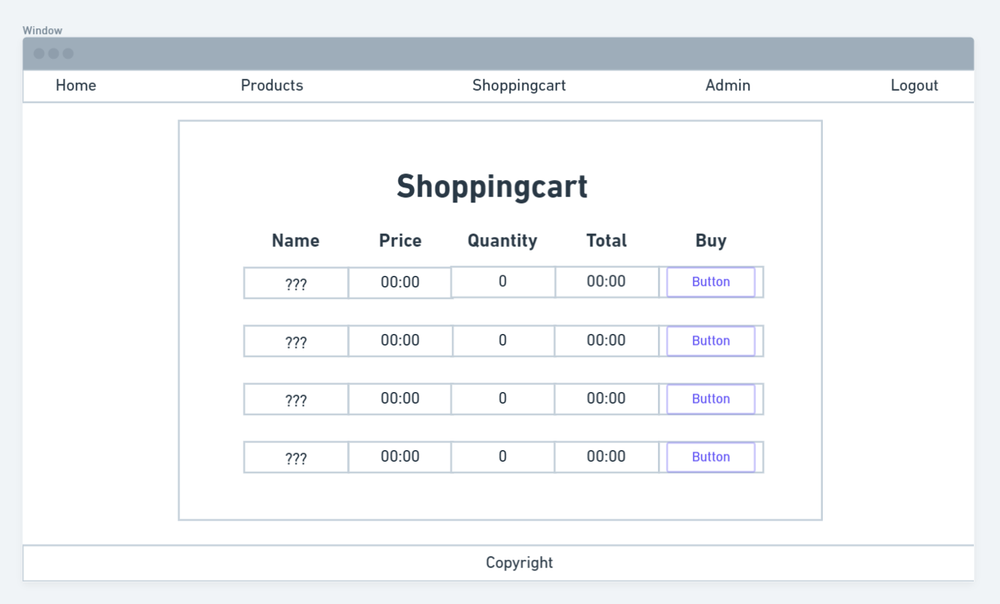 Window
Home Products Shoppingcart Admin Logout
Shoppingcart
Name Price Quantity Total Buy
??? 00:00 0 00:00 Button
??? 00:00 0 00:00 Button
??? 00:00 0 00:00 Button
??? 00:00 0 00:00 Button
Copyright